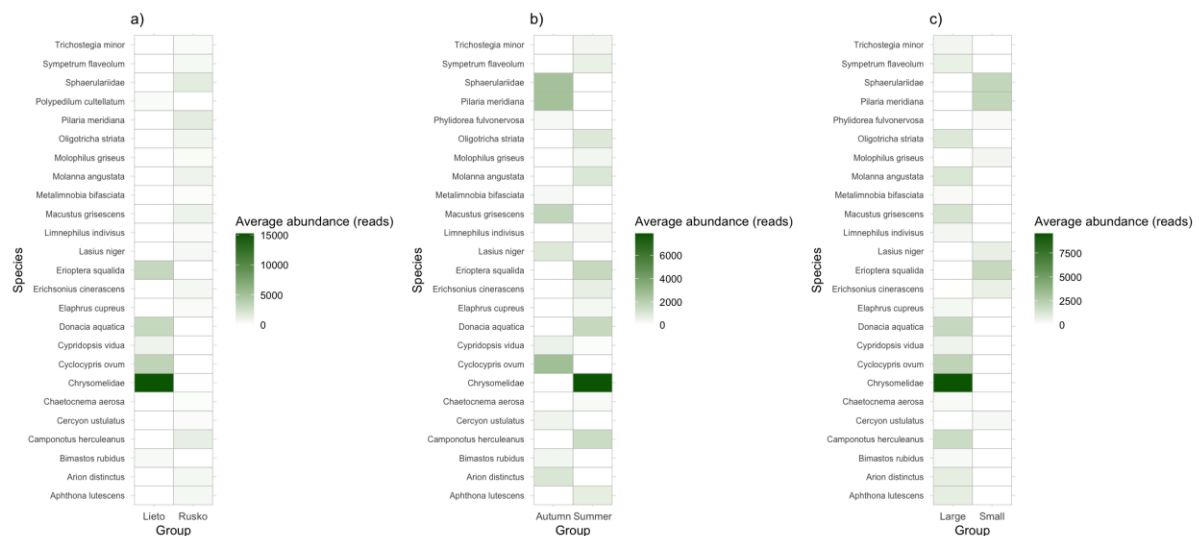 a)
Trichostegia minor
Sympetrum flaveolum
Sphaerulariidae
Polypedilum cultellatum
Pilaria meridiana
Oligotricha striata
Molophilus griseus
Molanna angustata
Metalimnobia bifasciata
Macustus grisescens
Limnephilus indivisus
Lasius niger
Erioptera squalida
Erichsonius cinerascens
Elaphrus cupreus
Donacia aquatica
Cypridopsis vidua
Cyclocypris ovum
Chrysomelidae
Chaetocnema aerosa
Cercyon ustulatus
Camponotus herculeanus
Bimastos rubidus
Arion distinctus
Aphthona lutescens
Species
Lieto Rusko
Group
Average abundance (reads)
15000
10000
5000
0
b)
Trichostegia minor
Sympetrum flaveolum
Sphaerulariidae
Pilaria meridiana
Phylidorea fulvonervosa
Oligotricha striata
Molophilus griseus
Molanna angustata
Metalimnobia bifasciata
Macustus grisescens
Limnephilus indivisus
Lasius niger
Erioptera squalida
Erichsonius cinerascens
Elaphrus cupreus
Donacia aquatica
Cypridopsis vidua
Cyclocypris ovum
Chrysomelidae
Chaetocnema aerosa
Cercyon ustulatus
Camponotus herculeanus
Bimastos rubidus
Arion distinctus
Aphthona lutescens
Species
Autumn Summer
Group
Average abundance (reads)
6000
4000
2000
0
c)
Trichostegia minor
Sympetrum flaveolum
Sphaerulariidae
Pilaria meridiana
Phylidorea fulvonervosa
Oligotricha striata
Molophilus griseus
Molanna angustata
Metalimnobia bifasciata
Macustus grisescens
Limnephilus indivisus
Lasius niger
Erioptera squalida
Erichsonius cinerascens
Elaphrus cupreus
Donacia aquatica
Cypridopsis vidua
Cyclocypris ovum
Chrysomelidae
Chaetocnema aerosa
Cercyon ustulatus
Camponotus herculeanus
Bimastos rubidus
Arion distinctus
Aphthona lutescens
Species
Large Small
Group
Average abundance (reads)
7500
5000
2500
0